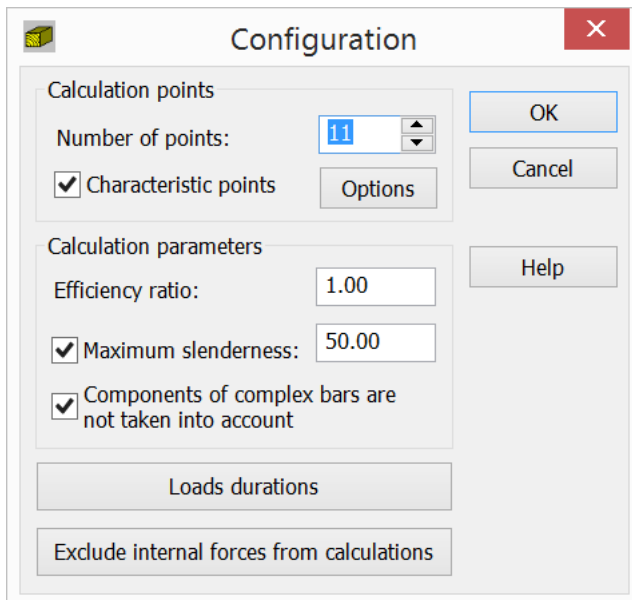 Configuration
Calculation points
Number of points:
11
Characteristic points
Options
OK
Cancel
Calculation parameters
Efficiency ratio:
1.00
Help
Maximum slenderness:
50.00
Components of complex bars are
not taken into account
Loads durations
Exclude internal forces from calculations